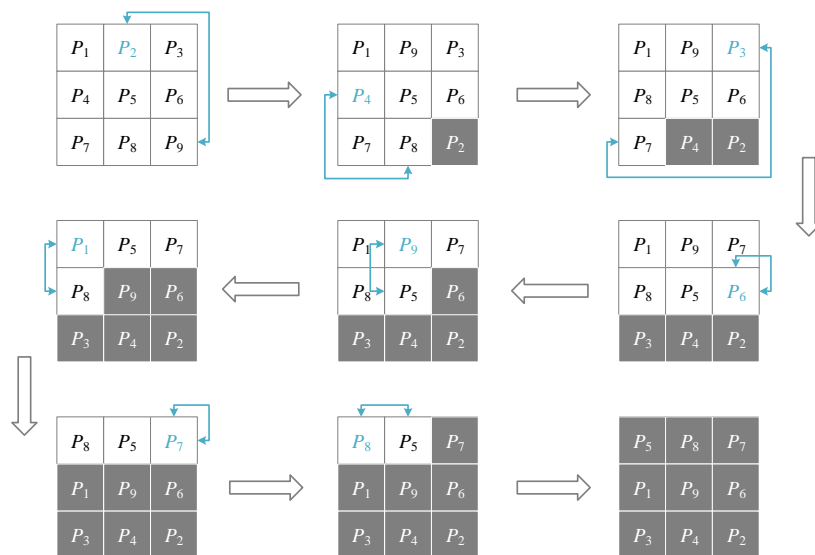 P₁ P₂ P₃
P₄ P₅ P₆
P₇ P₈ P₉
P₁ P₉ P₃
P₄ P₅ P₆
P₇ P₈ P₂
P₁ P₉ P₃
P₈ P₅ P₆
P₇ P₄ P₂
P₁ P₉ P₇
P₈ P₅ P₆
P₃ P₄ P₂
P₁ P₉ P₇
P₈ P₅ P₆
P₃ P₄ P₂
P₁ P₅ P₇
P₈ P₉ P₆
P₃ P₄ P₂
P₈ P₅ P₇
P₁ P₉ P₆
P₃ P₄ P₂
P₈ P₅ P₇
P₁ P₉ P₆
P₃ P₄ P₂
P₅ P₈ P₇
P₁ P₉ P₆
P₃ P₄ P₂